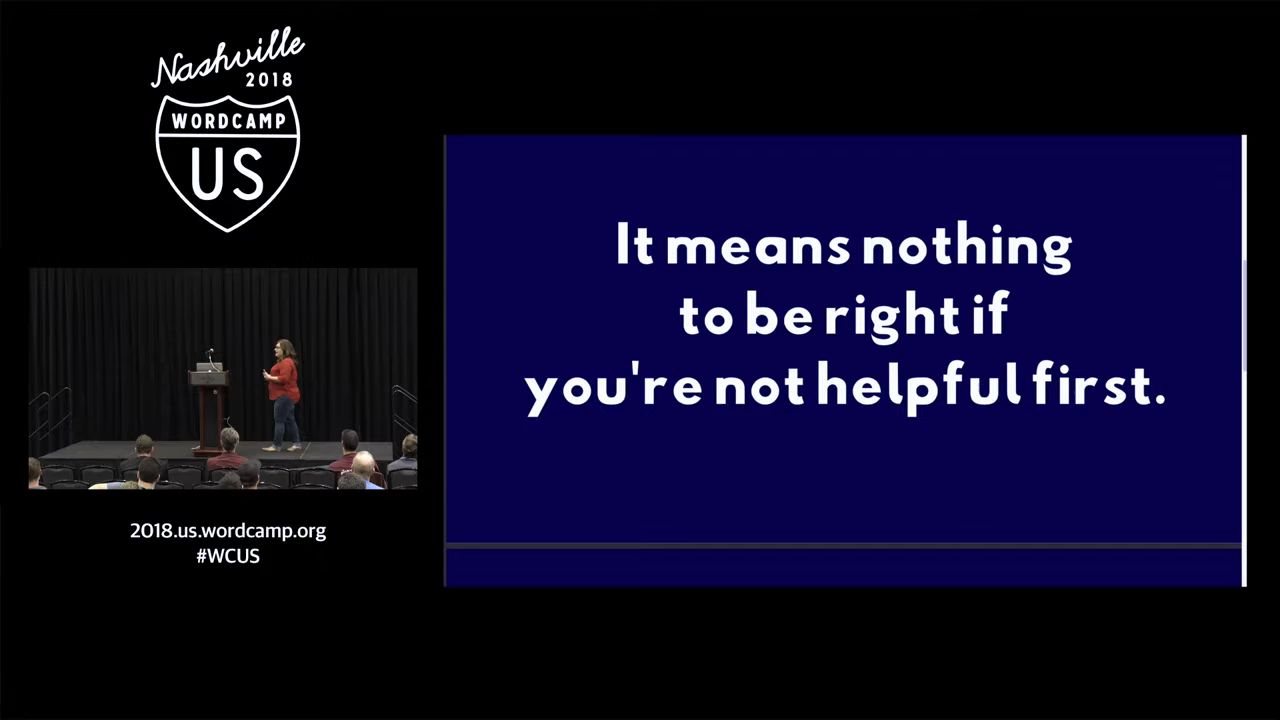 Nashville
2018
WORDCAMP
US
2018.us.wordcamp.org
#WCUS
It means nothing
to be right if
you're not helpful first.